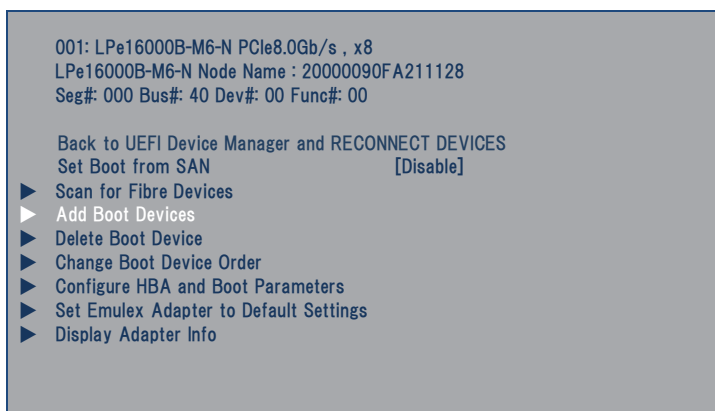 001: LPe16000B-M6-N PCIe8.0Gb/s , x8
LPe16000B-M6-N Node Name : 20000090FA211128
Seg#: 000 Bus#: 40 Dev#: 00 Func#: 00
Back to UEFI Device Manager and RECONNECT DEVICES
Set Boot from SAN [Disable]
Scan for Fibre Devices
Add Boot Devices
Delete Boot Device
Change Boot Device Order
Configure HBA and Boot Parameters
Set Emulex Adapter to Default Settings
Display Adapter Info